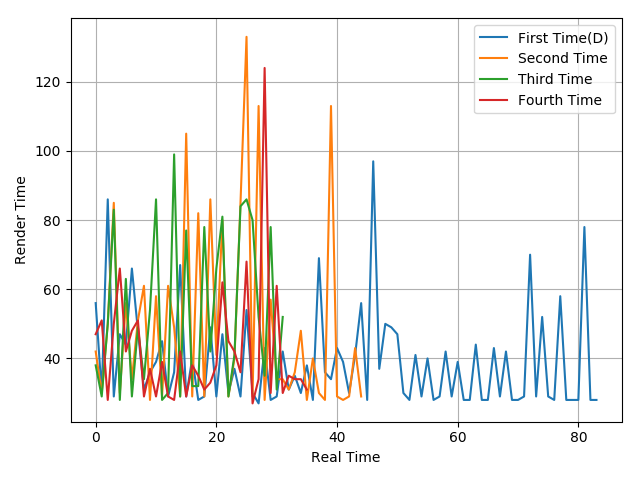 First Time(D)
Second Time
Third Time
Fourth Time
120
100
80
60
40
Render Time
0 20 40 60 80
Real Time